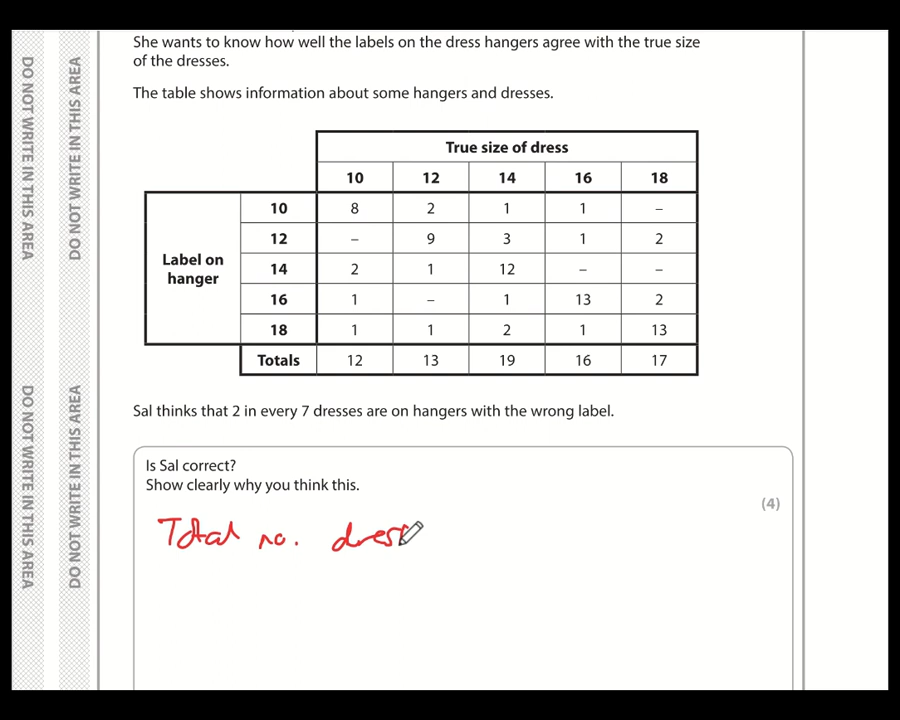 She wants to know how well the labels on the dress hangers agree with the true size
of the dresses.
The table shows information about some hangers and dresses.
True size of dress
10 12 14 16 18
Label on hanger
10 8 2 1 1 –
12 – 9 3 1 2
14 2 1 12 – –
16 1 – 1 13 2
18 1 1 2 1 13
Totals 12 13 19 16 17
Sal thinks that 2 in every 7 dresses are on hangers with the wrong label.
Is Sal correct?
Show clearly why you think this.
(4)
Total no. dress
DO NOT WRITE IN THIS AREA
DO NOT WRITE IN THIS AREA
DO NOT WRITE IN THIS AREA
DO NOT WRITE IN THIS AREA